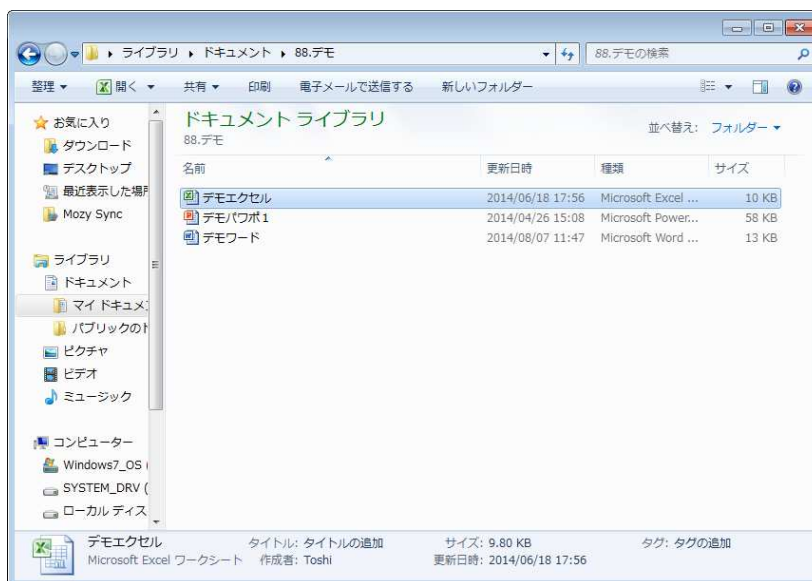 ライブラリ ▸ ドキュメント ▸ 88.デモ
88.デモの検索
整理 ▼ 開く ▼ 共有 ▼ 印刷 電子メールで送信する 新しいフォルダー
お気に入り
ダウンロード
デスクトップ
最近表示した場所
Mozy Sync
ライブラリ
ドキュメント
マイ ドキュメン
パブリックのト
ピクチャ
ビデオ
ミュージック
コンピューター
Windows7_OS (
SYSTEM_DRV (
ローカル ディス
ドキュメント ライブラリ
88.デモ
並べ替え: フォルダー ▼
名前 更新日時 種類 サイズ
デモエクセル 2014/06/18 17:56 Microsoft Excel ... 10 KB
デモパワポ1 2014/04/26 15:08 Microsoft Power... 58 KB
デモワード 2014/08/07 11:47 Microsoft Word ... 13 KB
デモエクセル タイトル: タイトルの追加 サイズ: 9.80 KB タグ: タグの追加
Microsoft Excel ワークシート 作成者: Toshi 更新日時: 2014/06/18 17:56